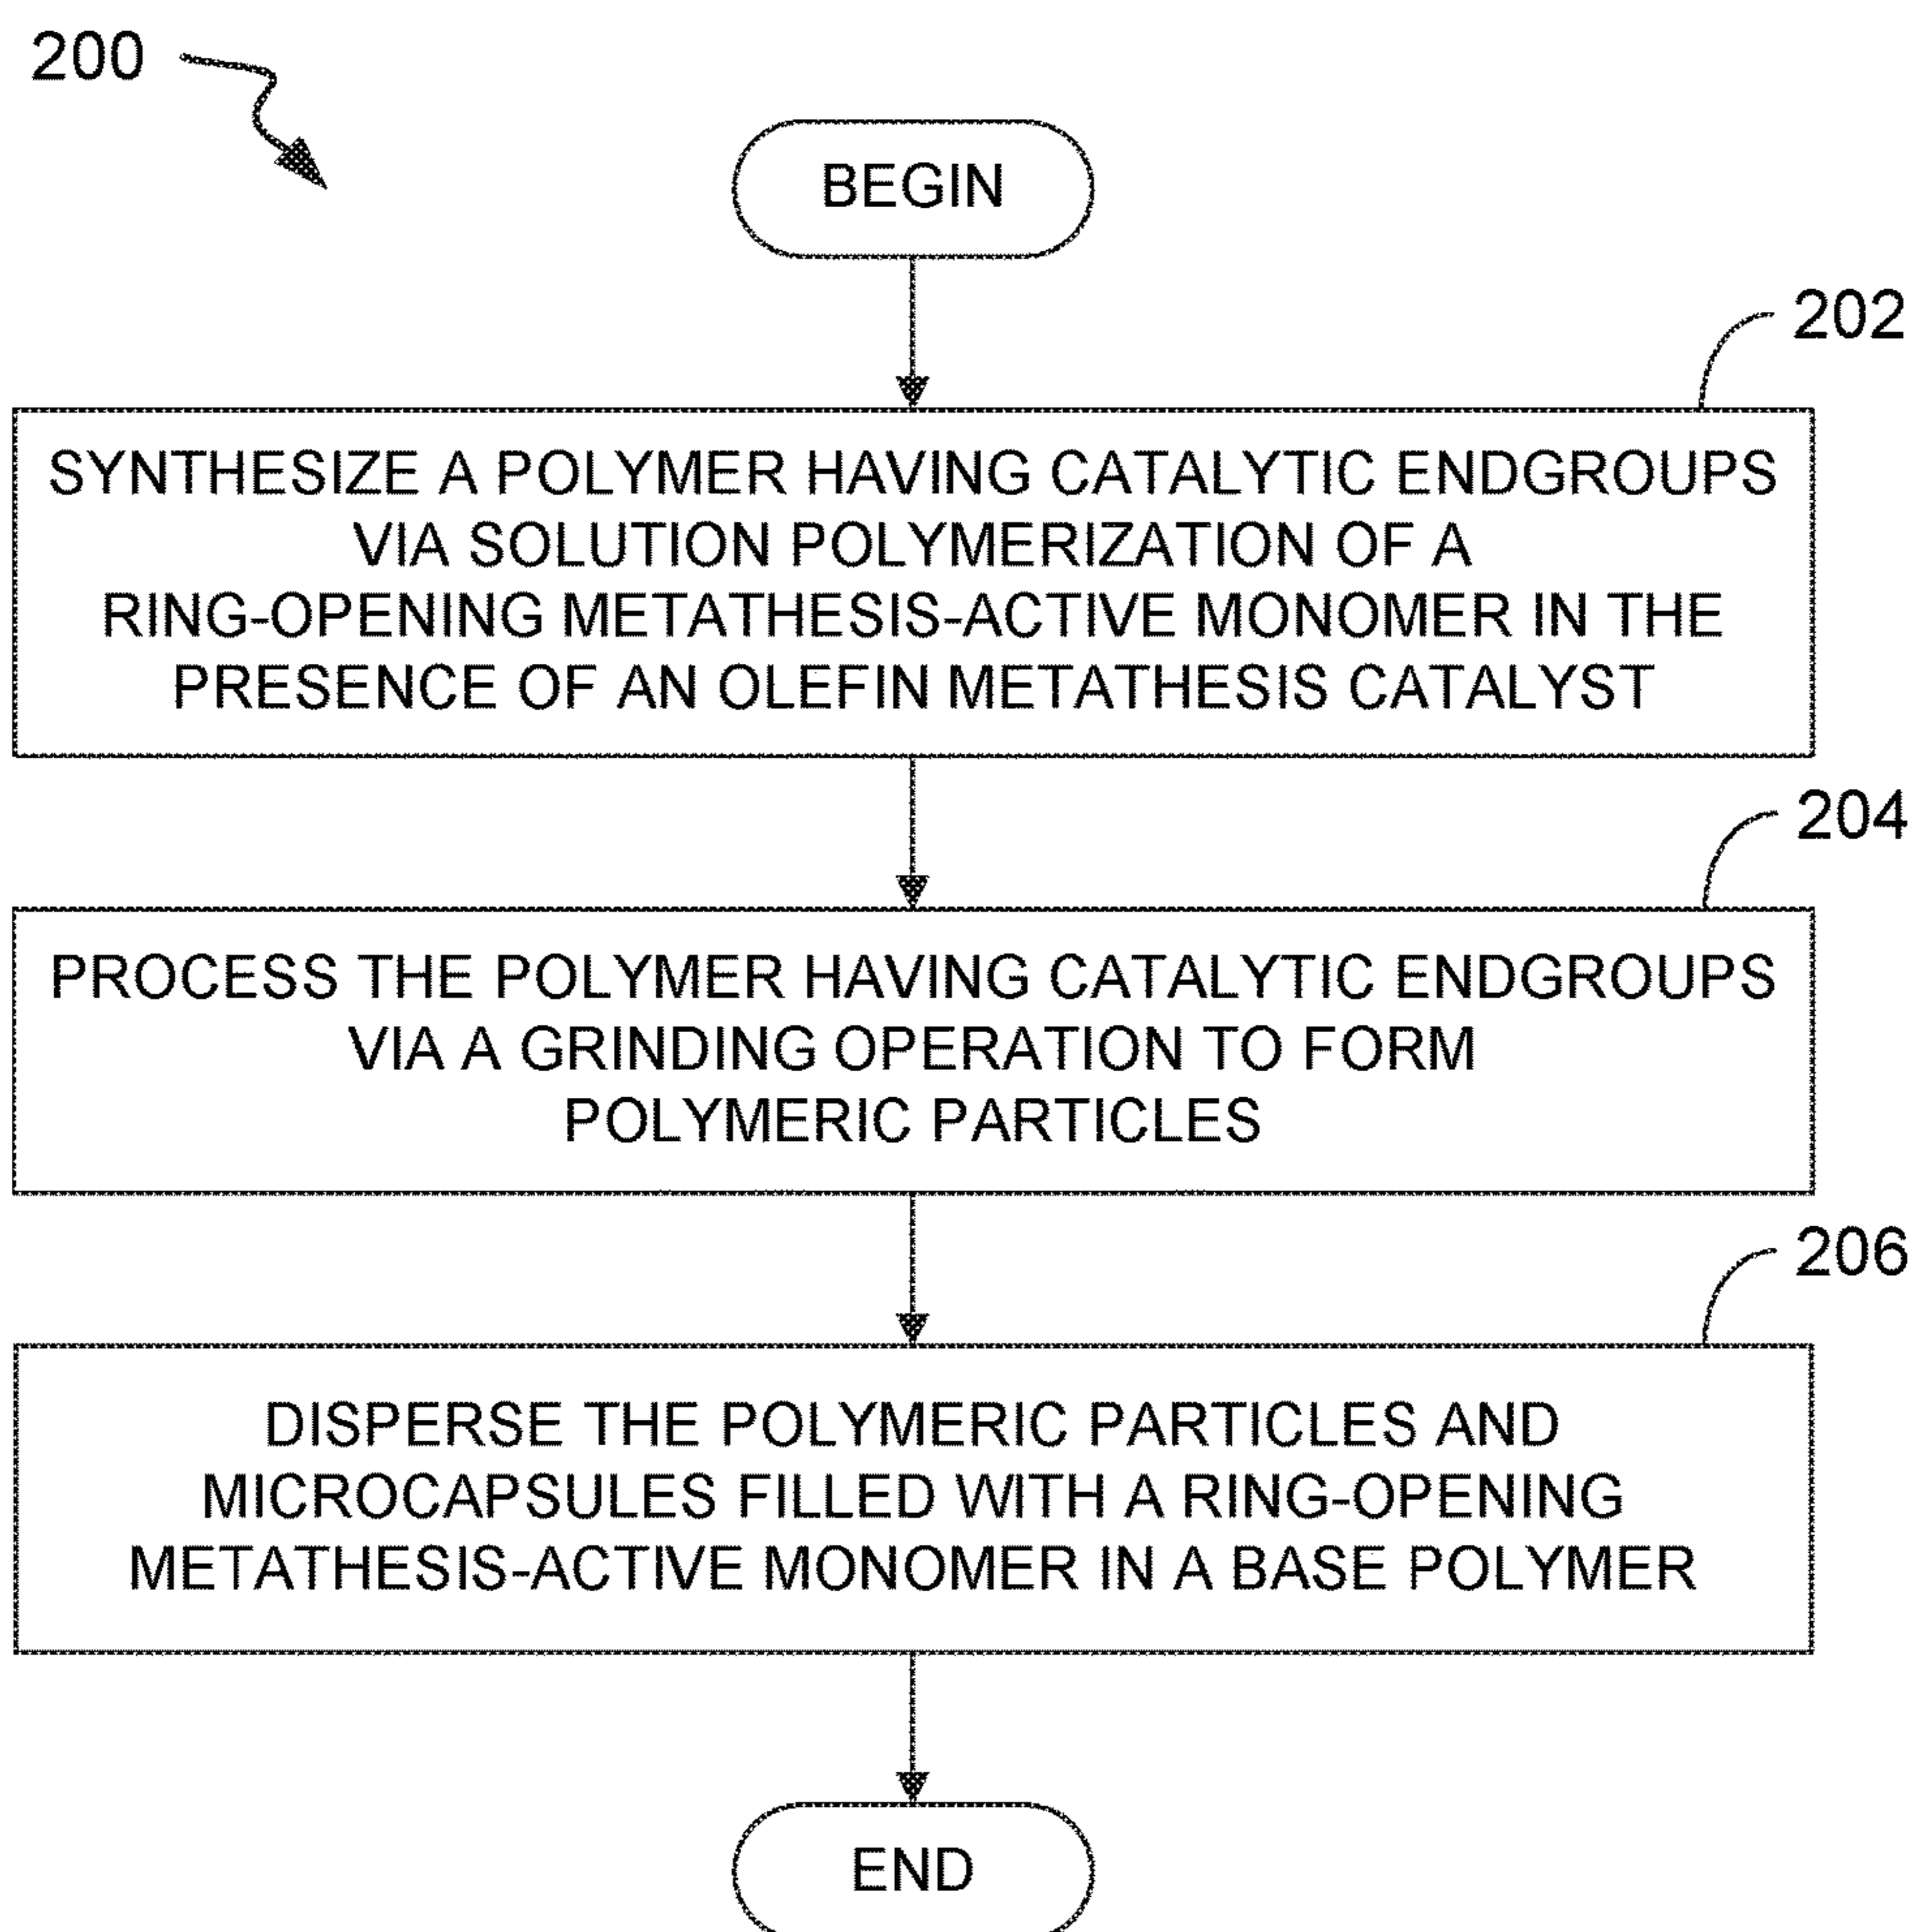 200
BEGIN
202
SYNTHESIZE A POLYMER HAVING CATALYTIC ENDGROUPS
VIA SOLUTION POLYMERIZATION OF A
RING-OPENING METATHESIS-ACTIVE MONOMER IN THE
PRESENCE OF AN OLEFIN METATHESIS CATALYST
204
PROCESS THE POLYMER HAVING CATALYTIC ENDGROUPS
VIA A GRINDING OPERATION TO FORM
POLYMERIC PARTICLES
206
DISPERSE THE POLYMERIC PARTICLES AND
MICROCAPSULES FILLED WITH A RING-OPENING
METATHESIS-ACTIVE MONOMER IN A BASE POLYMER
END